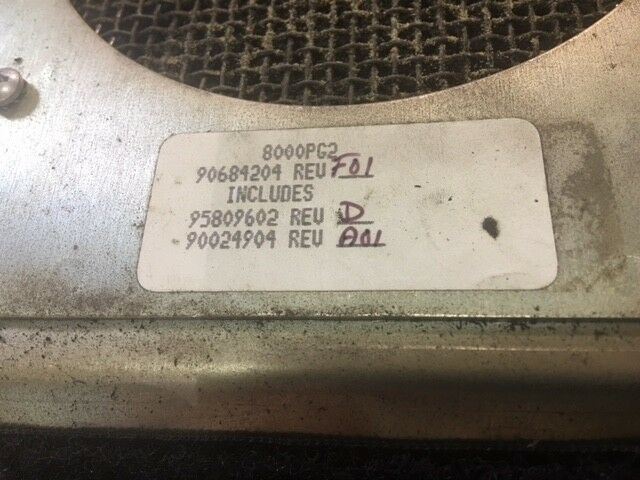 8000PG2
90684204 REV F01
INCLUDES
95809602 REV D
90024904 REV A01